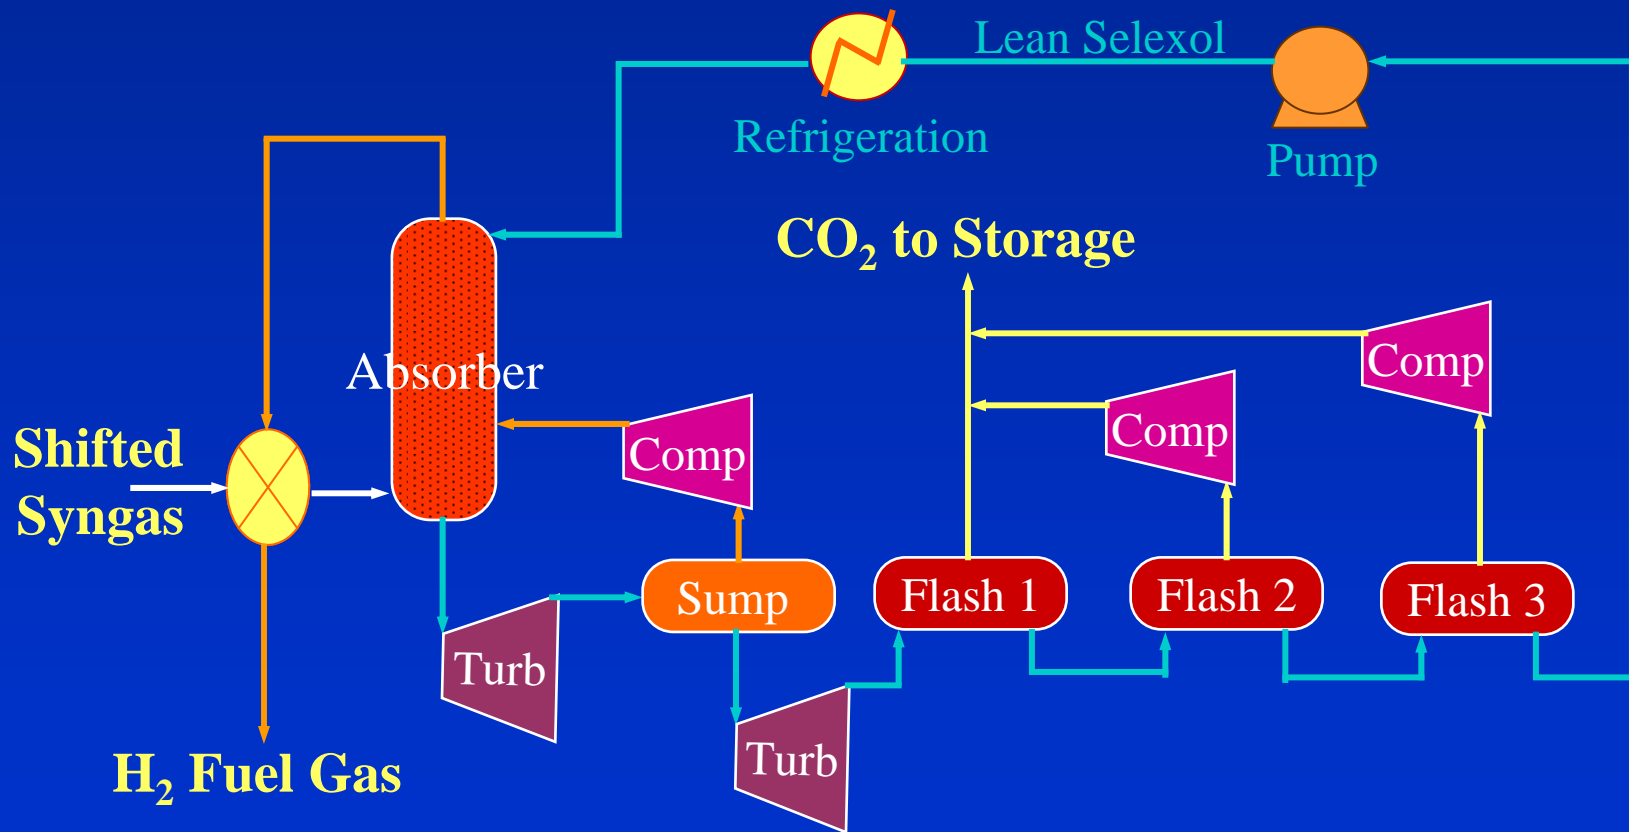 Lean Selexol
Refrigeration
Pump
CO₂ to Storage
Absorber
Comp
Comp
Comp
Shifted
Syngas
Sump
Flash 1
Flash 2
Flash 3
Turb
Turb
H₂ Fuel Gas